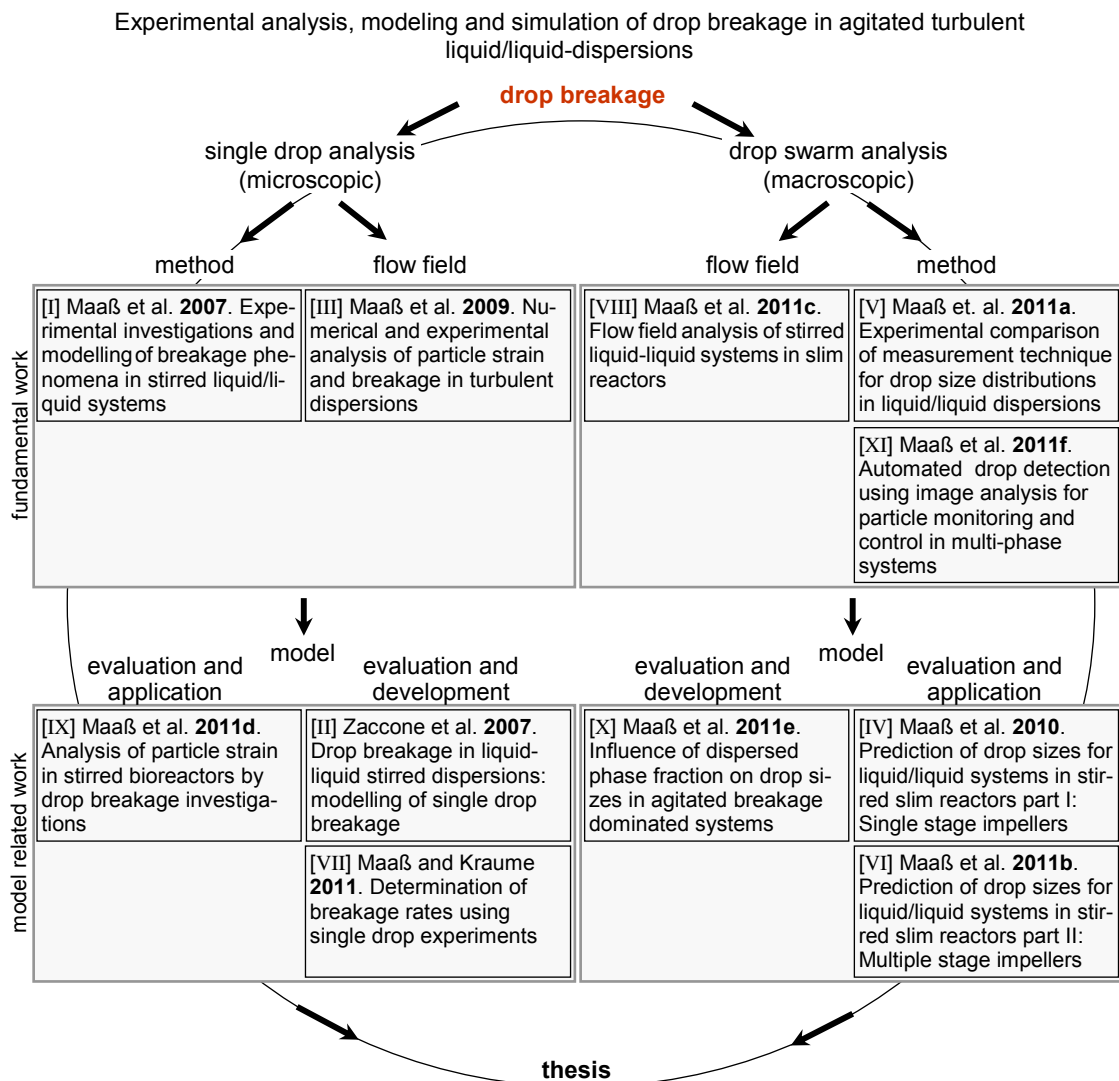 Experimental analysis, modeling and simulation of drop breakage in agitated turbulent
liquid/liquid-dispersions
drop breakage
single drop analysis
(microscopic)
drop swarm analysis
(macroscopic)
method
flow field
flow field
method
fundamental work
[I] Maaß et al. 2007. Expe-
rimental investigations and
modelling of breakage phe-
nomena in stirred liquid/li-
quid systems
[III] Maaß et al. 2009. Nu-
merical and experimental
analysis of particle strain
and breakage in turbulent
dispersions
[VIII] Maaß et al. 2011c.
Flow field analysis of stirred
liquid-liquid systems in slim
reactors
[V] Maaß et. al. 2011a.
Experimental comparison
of measurement technique
for drop size distributions
in liquid/liquid dispersions
[XI] Maaß et al. 2011f.
Automated drop detection
using image analysis for
particle monitoring and
control in multi-phase
systems
model
model
evaluation and
application
evaluation and
development
evaluation and
development
evaluation and
application
model related work
[IX] Maaß et al. 2011d.
Analysis of particle strain
in stirred bioreactors by
drop breakage investiga-
tions
[II] Zaccone et al. 2007.
Drop breakage in liquid-
liquid stirred dispersions:
modelling of single drop
breakage
[VII] Maaß and Kraume
2011. Determination of
breakage rates using
single drop experiments
[X] Maaß et al. 2011e.
Influence of dispersed
phase fraction on drop si-
zes in agitated breakage
dominated systems
[IV] Maaß et al. 2010.
Prediction of drop sizes for
liquid/liquid systems in stir-
red slim reactors part I:
Single stage impellers
[VI] Maaß et al. 2011b.
Prediction of drop sizes for
liquid/liquid systems in stir-
red slim reactors part II:
Multiple stage impellers
thesis